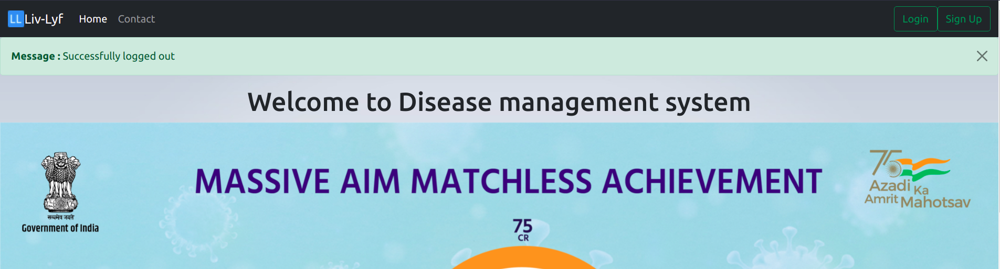 LL Liv-Lyf Home Contact Login Sign Up
Message : Successfully logged out
Welcome to Disease management system
MASSIVE AIM MATCHLESS ACHIEVEMENT
75
Azadi Ka
Amrit Mahotsav
सत्यमेव जयते
Government of India
75
CR